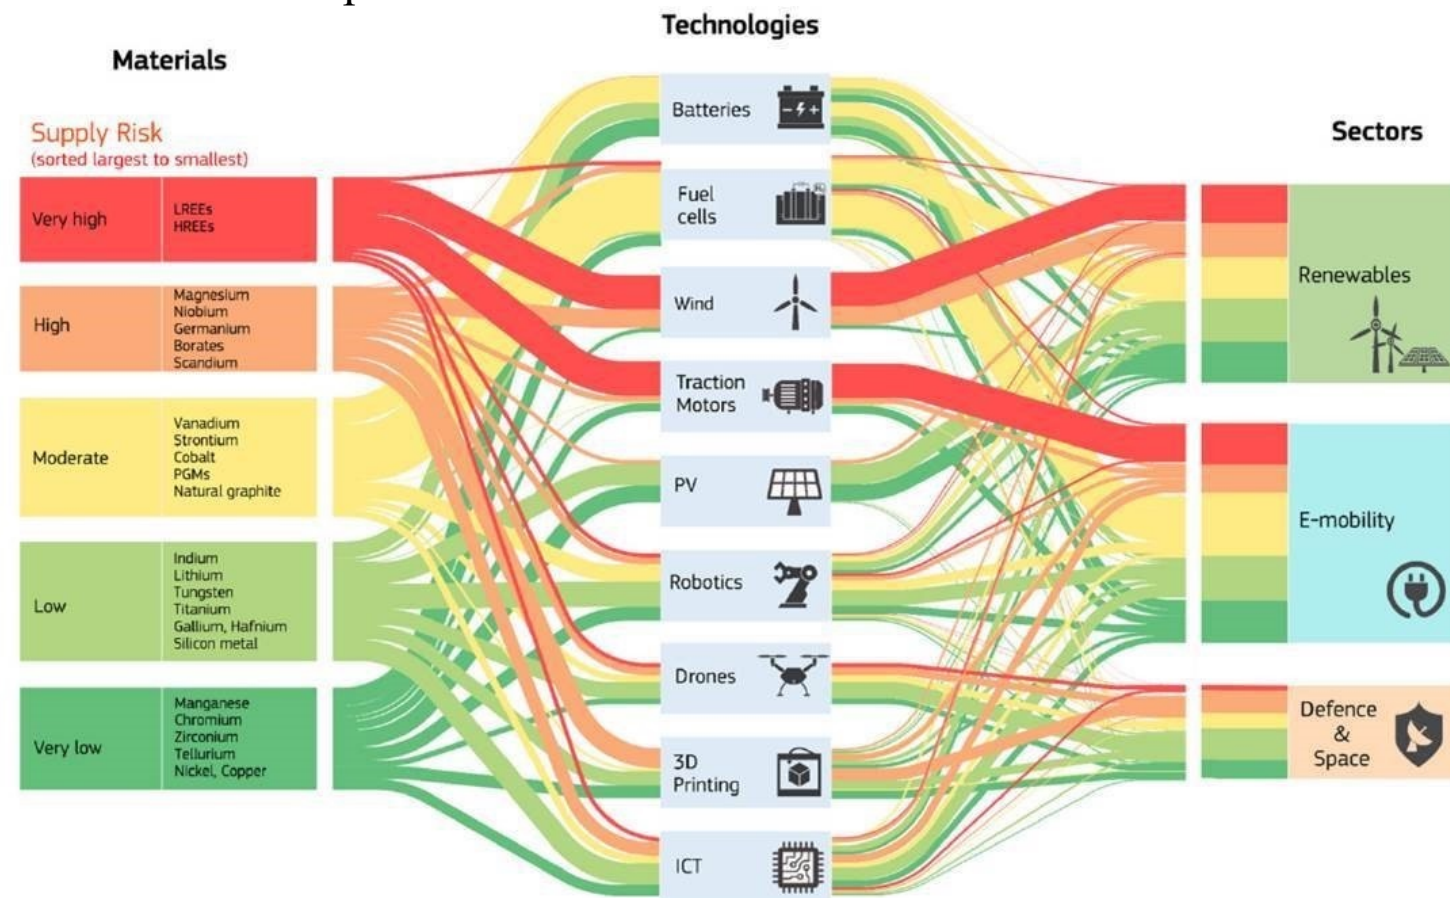 Technologies
Materials
Supply Risk
(sorted largest to smallest)
Very high
LREEs
HREEs
High
Magnesium
Niobium
Germanium
Borates
Scandium
Moderate
Vanadium
Strontium
Cobalt
PGMs
Natural graphite
Low
Indium
Lithium
Tungsten
Titanium
Gallium, Hafnium
Silicon metal
Very low
Manganese
Chromium
Zirconium
Tellurium
Nickel, Copper
Batteries
Fuel
cells
Wind
Traction
Motors
PV
Robotics
Drones
3D
Printing
ICT
Sectors
Renewables
E-mobility
Defence
&
Space